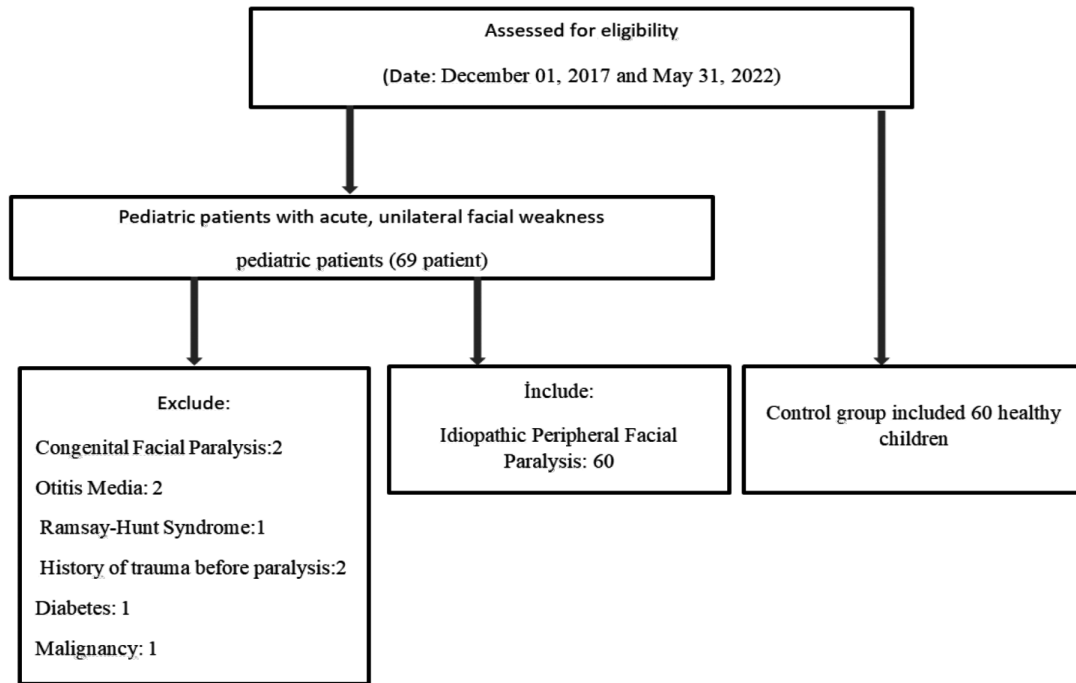 Assessed for eligibility
(Date: December 01, 2017 and May 31, 2022)
Pediatric patients with acute, unilateral facial weakness
pediatric patients (69 patient)
Exclude:
Congenital Facial Paralysis:2
Otitis Media: 2
Ramsay-Hunt Syndrome:1
History of trauma before paralysis:2
Diabetes: 1
Malignancy: 1
İnclude:
Idiopathic Peripheral Facial
Paralysis: 60
Control group included 60 healthy
children